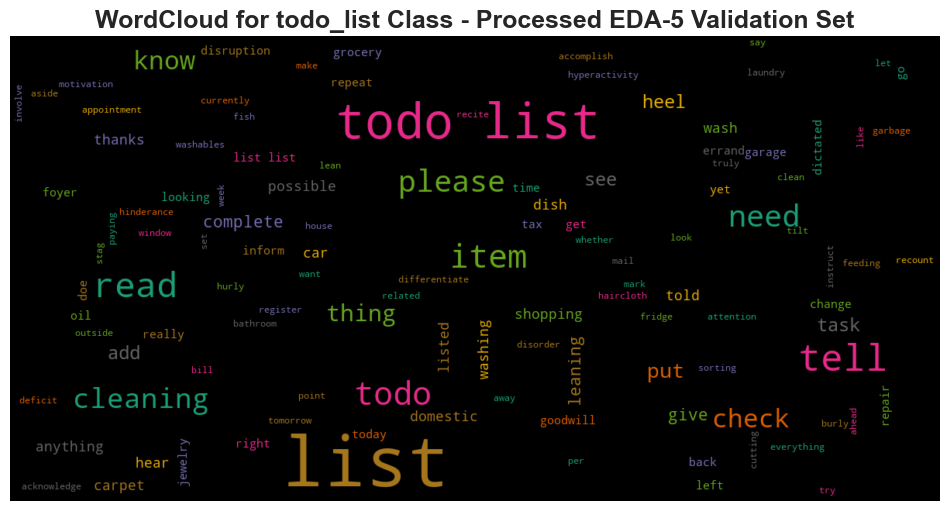 WordCloud for todo_list Class - Processed EDA-5 Validation Set
say
know
disruption
grocery
accomplish
let
go
make
hyperactivity
laundry
involve
motivation
aside
repeat
appointment
currently
fish
heel
todo list
recite
thanks
washables
wash
dictated
like
garbage
list list
errand
garage
truly
lean
possible
please
time
see
clean
foyer
looking
week
yet
dish
hinderance
complete
house
tax
get
need
paying
window
set
whether
look
tilt
stag
inform
car
item
mail
instruct
feeding
recount
read
want
differentiate
doe
hurly
related
mark
haircloth
told
change
oil
register
thing
shopping
fridge
attention
task
outside
really
bathroom
listed
washing
disorder
leaning
add
tell
bill
put
sorting
cleaning
todo
point
away
deficit
domestic
goodwill
give
check
burly
ahead
repair
tomorrow
today
anything
right
list
hear
jewelry
per
back
cutting
everything
acknowledge
carpet
left
try